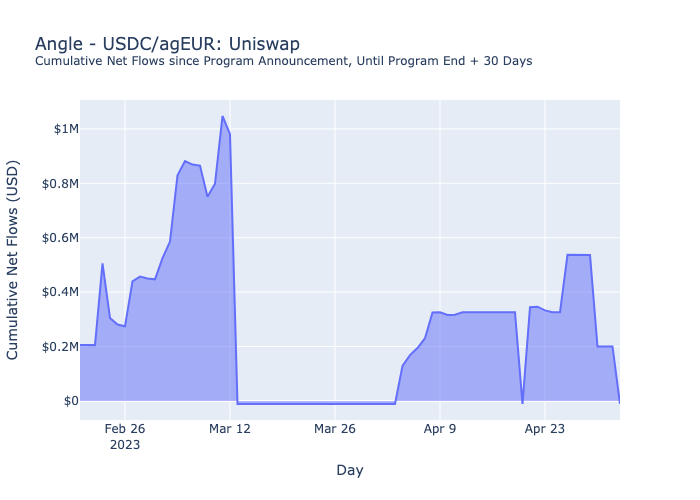 Angle - USDC/agEUR: Uniswap
Cumulative Net Flows since Program Announcement, Until Program End + 30 Days
Cumulative Net Flows (USD)
$1M
$0.8M
$0.6M
$0.4M
$0.2M
$0
Feb 26
2023
Mar 12
Mar 26
Apr 9
Apr 23
Day